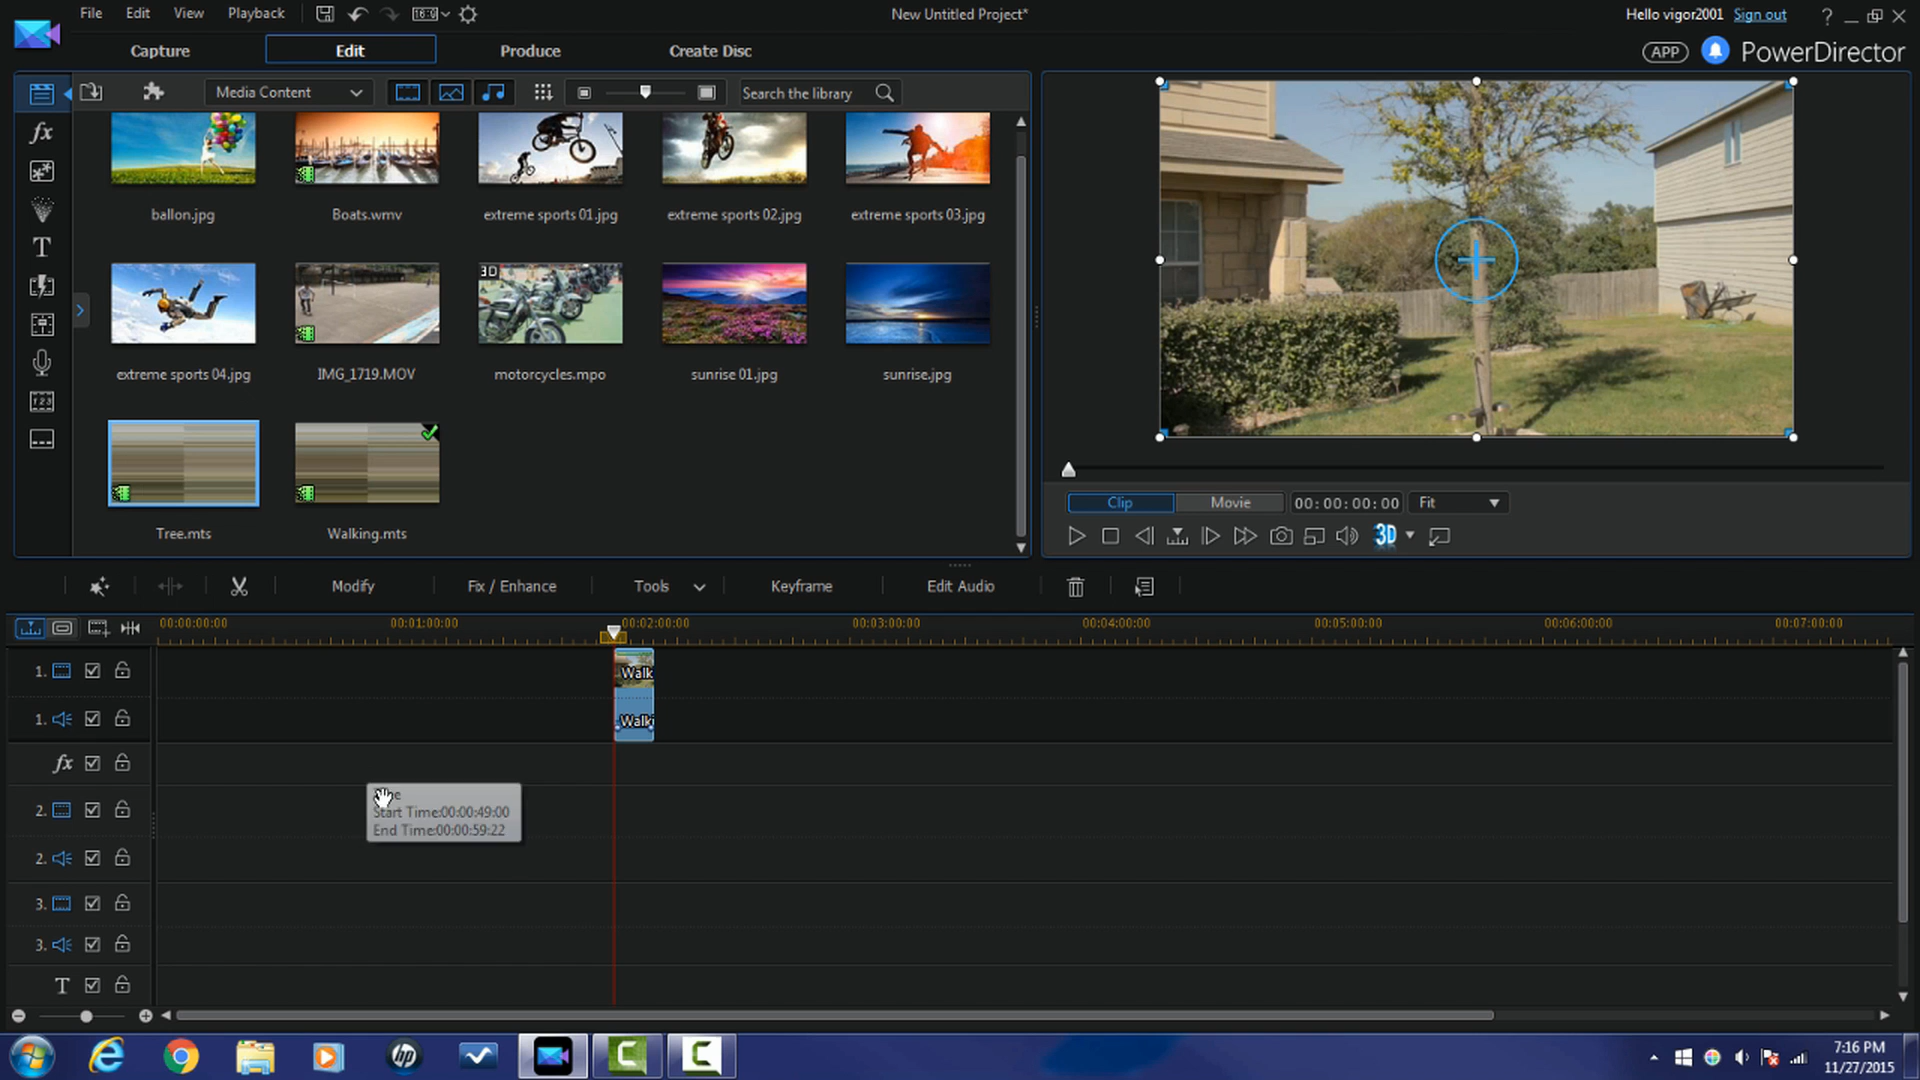 File Edit View Playback
16:9
New Untitled Project*
Hello vigor2001 Sign out
?
Capture Edit Produce Create Disc
APP PowerDirector
Media Content
Search the library
ballon.jpg
Boats.wmv
extreme sports 01.jpg
extreme sports 02.jpg
extreme sports 03.jpg
3D
extreme sports 04.jpg
IMG_1719.MOV
motorcycles.mpo
sunrise 01.jpg
sunrise.jpg
Tree.mts
Walking.mts
fx
T
Clip Movie 00:00:00:00 Fit
3D
Modify Fix / Enhance Tools Keyframe Edit Audio
00:00:00:00 00:01:00:00 00:02:00:00 00:03:00:00 00:04:00:00 00:05:00:00 00:06:00:00 00:07:00:00
1.
Walk
1.
Walki
fx
Start Time:00:00:49:00
End Time:00:00:59:22
2.
2.
3.
3.
T
hp
7:16 PM
11/27/2015